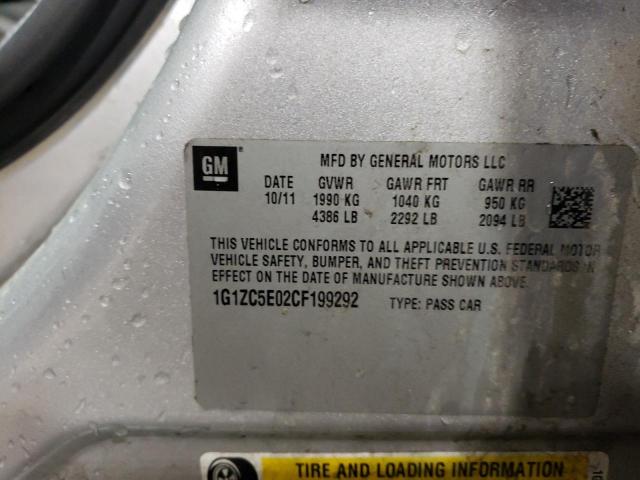 GM
MFD BY GENERAL MOTORS LLC
DATE GVWR GAWR FRT GAWR RR
10/11 1990 KG 1040 KG 950 KG
4386 LB 2292 LB 2094 LB
THIS VEHICLE CONFORMS TO ALL APPLICABLE U.S. FEDERAL MOTOR
VEHICLE SAFETY, BUMPER, AND THEFT PREVENTION STANDARDS IN
EFFECT ON THE DATE OF MANUFACTURE SHOWN ABOVE.
1G1ZC5E02CF199292 TYPE: PASS CAR
TIRE AND LOADING INFORMATION